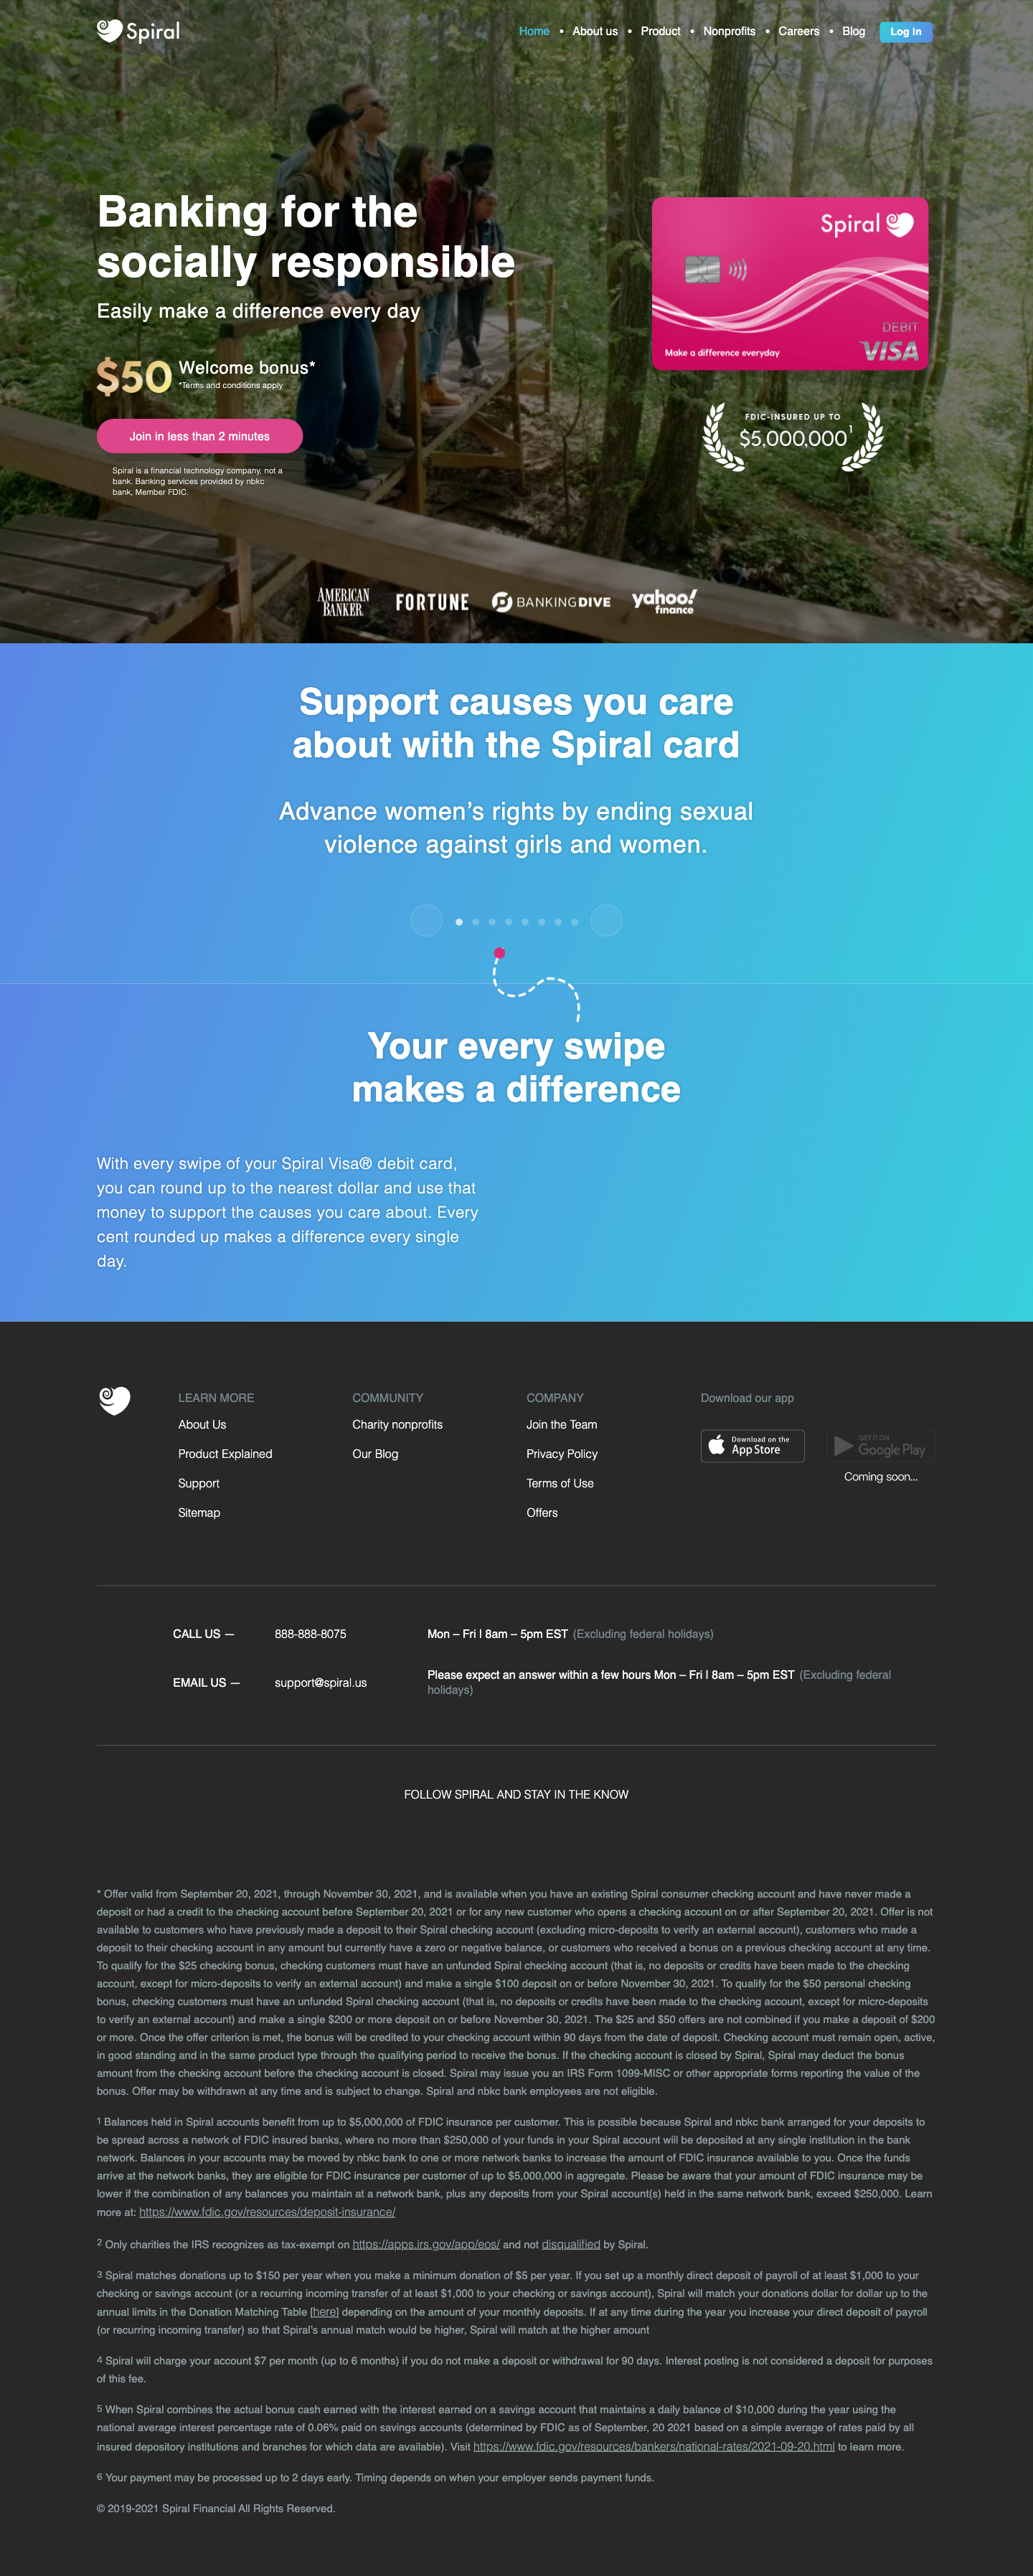 Spiral
Home • About us • Product • Nonprofits • Careers • Blog Log in
Banking for the
socially responsible
Easily make a difference every day
$50 Welcome bonus*
*Terms and conditions apply
Join in less than 2 minutes
Spiral is a financial technology company, not a
bank. Banking services provided by nbkc
bank, Member FDIC.
Spiral
DEBIT
Make a difference everyday
VISA
FDIC-INSURED UP TO
$5,000,000¹
AMERICAN BANKER.
FORTUNE
BANKINGDIVE
yahoo! finance
Support causes you care
about with the Spiral card
Advance women’s rights by ending sexual
violence against girls and women.
Your every swipe
makes a difference
With every swipe of your Spiral Visa® debit card,
you can round up to the nearest dollar and use that
money to support the causes you care about. Every
cent rounded up makes a difference every single
day.
LEARN MORE
About Us
Product Explained
Support
Sitemap
COMMUNITY
Charity nonprofits
Our Blog
COMPANY
Join the Team
Privacy Policy
Terms of Use
Offers
Download our app
Download on the
App Store
GET IT ON
Google Play
Coming soon...
CALL US — 888-888-8075 Mon – Fri | 8am – 5pm EST (Excluding federal holidays)
EMAIL US — support@spiral.us Please expect an answer within a few hours Mon – Fri | 8am – 5pm EST (Excluding federal
holidays)
FOLLOW SPIRAL AND STAY IN THE KNOW
* Offer valid from September 20, 2021, through November 30, 2021, and is available when you have an existing Spiral consumer checking account and have never made a
deposit or had a credit to the checking account before September 20, 2021 or for any new customer who opens a checking account on or after September 20, 2021. Offer is not
available to customers who have previously made a deposit to their Spiral checking account (excluding micro-deposits to verify an external account), customers who made a
deposit to their checking account in any amount but currently have a zero or negative balance, or customers who received a bonus on a previous checking account at any time.
To qualify for the $25 checking bonus, checking customers must have an unfunded Spiral checking account (that is, no deposits or credits have been made to the checking
account, except for micro-deposits to verify an external account) and make a single $100 deposit on or before November 30, 2021. To qualify for the $50 personal checking
bonus, checking customers must have an unfunded Spiral checking account (that is, no deposits or credits have been made to the checking account, except for micro-deposits
to verify an external account) and make a single $200 or more deposit on or before November 30, 2021. The $25 and $50 offers are not combined if you make a deposit of $200
or more. Once the offer criterion is met, the bonus will be credited to your checking account within 90 days from the date of deposit. Checking account must remain open, active,
in good standing and in the same product type through the qualifying period to receive the bonus. If the checking account is closed by Spiral, Spiral may deduct the bonus
amount from the checking account before the checking account is closed. Spiral may issue you an IRS Form 1099-MISC or other appropriate forms reporting the value of the
bonus. Offer may be withdrawn at any time and is subject to change. Spiral and nbkc bank employees are not eligible.
¹ Balances held in Spiral accounts benefit from up to $5,000,000 of FDIC insurance per customer. This is possible because Spiral and nbkc bank arranged for your deposits to
be spread across a network of FDIC insured banks, where no more than $250,000 of your funds in your Spiral account will be deposited at any single institution in the bank
network. Balances in your accounts may be moved by nbkc bank to one or more network banks to increase the amount of FDIC insurance available to you. Once the funds
arrive at the network banks, they are eligible for FDIC insurance per customer of up to $5,000,000 in aggregate. Please be aware that your amount of FDIC insurance may be
lower if the combination of any balances you maintain at a network bank, plus any deposits from your Spiral account(s) held in the same network bank, exceed $250,000. Learn
more at: https://www.fdic.gov/resources/deposit-insurance/
² Only charities the IRS recognizes as tax-exempt on https://apps.irs.gov/app/eos/ and not disqualified by Spiral.
³ Spiral matches donations up to $150 per year when you make a minimum donation of $5 per year. If you set up a monthly direct deposit of payroll of at least $1,000 to your
checking or savings account (or a recurring incoming transfer of at least $1,000 to your checking or savings account), Spiral will match your donations dollar for dollar up to the
annual limits in the Donation Matching Table [here] depending on the amount of your monthly deposits. If at any time during the year you increase your direct deposit of payroll
(or recurring incoming transfer) so that Spiral’s annual match would be higher, Spiral will match at the higher amount
⁴ Spiral will charge your account $7 per month (up to 6 months) if you do not make a deposit or withdrawal for 90 days. Interest posting is not considered a deposit for purposes
of this fee.
⁵ When Spiral combines the actual bonus cash earned with the interest earned on a savings account that maintains a daily balance of $10,000 during the year using the
national average interest percentage rate of 0.06% paid on savings accounts (determined by FDIC as of September, 20 2021 based on a simple average of rates paid by all
insured depository institutions and branches for which data are available). Visit https://www.fdic.gov/resources/bankers/national-rates/2021-09-20.html to learn more.
⁶ Your payment may be processed up to 2 days early. Timing depends on when your employer sends payment funds.
© 2019-2021 Spiral Financial All Rights Reserved.